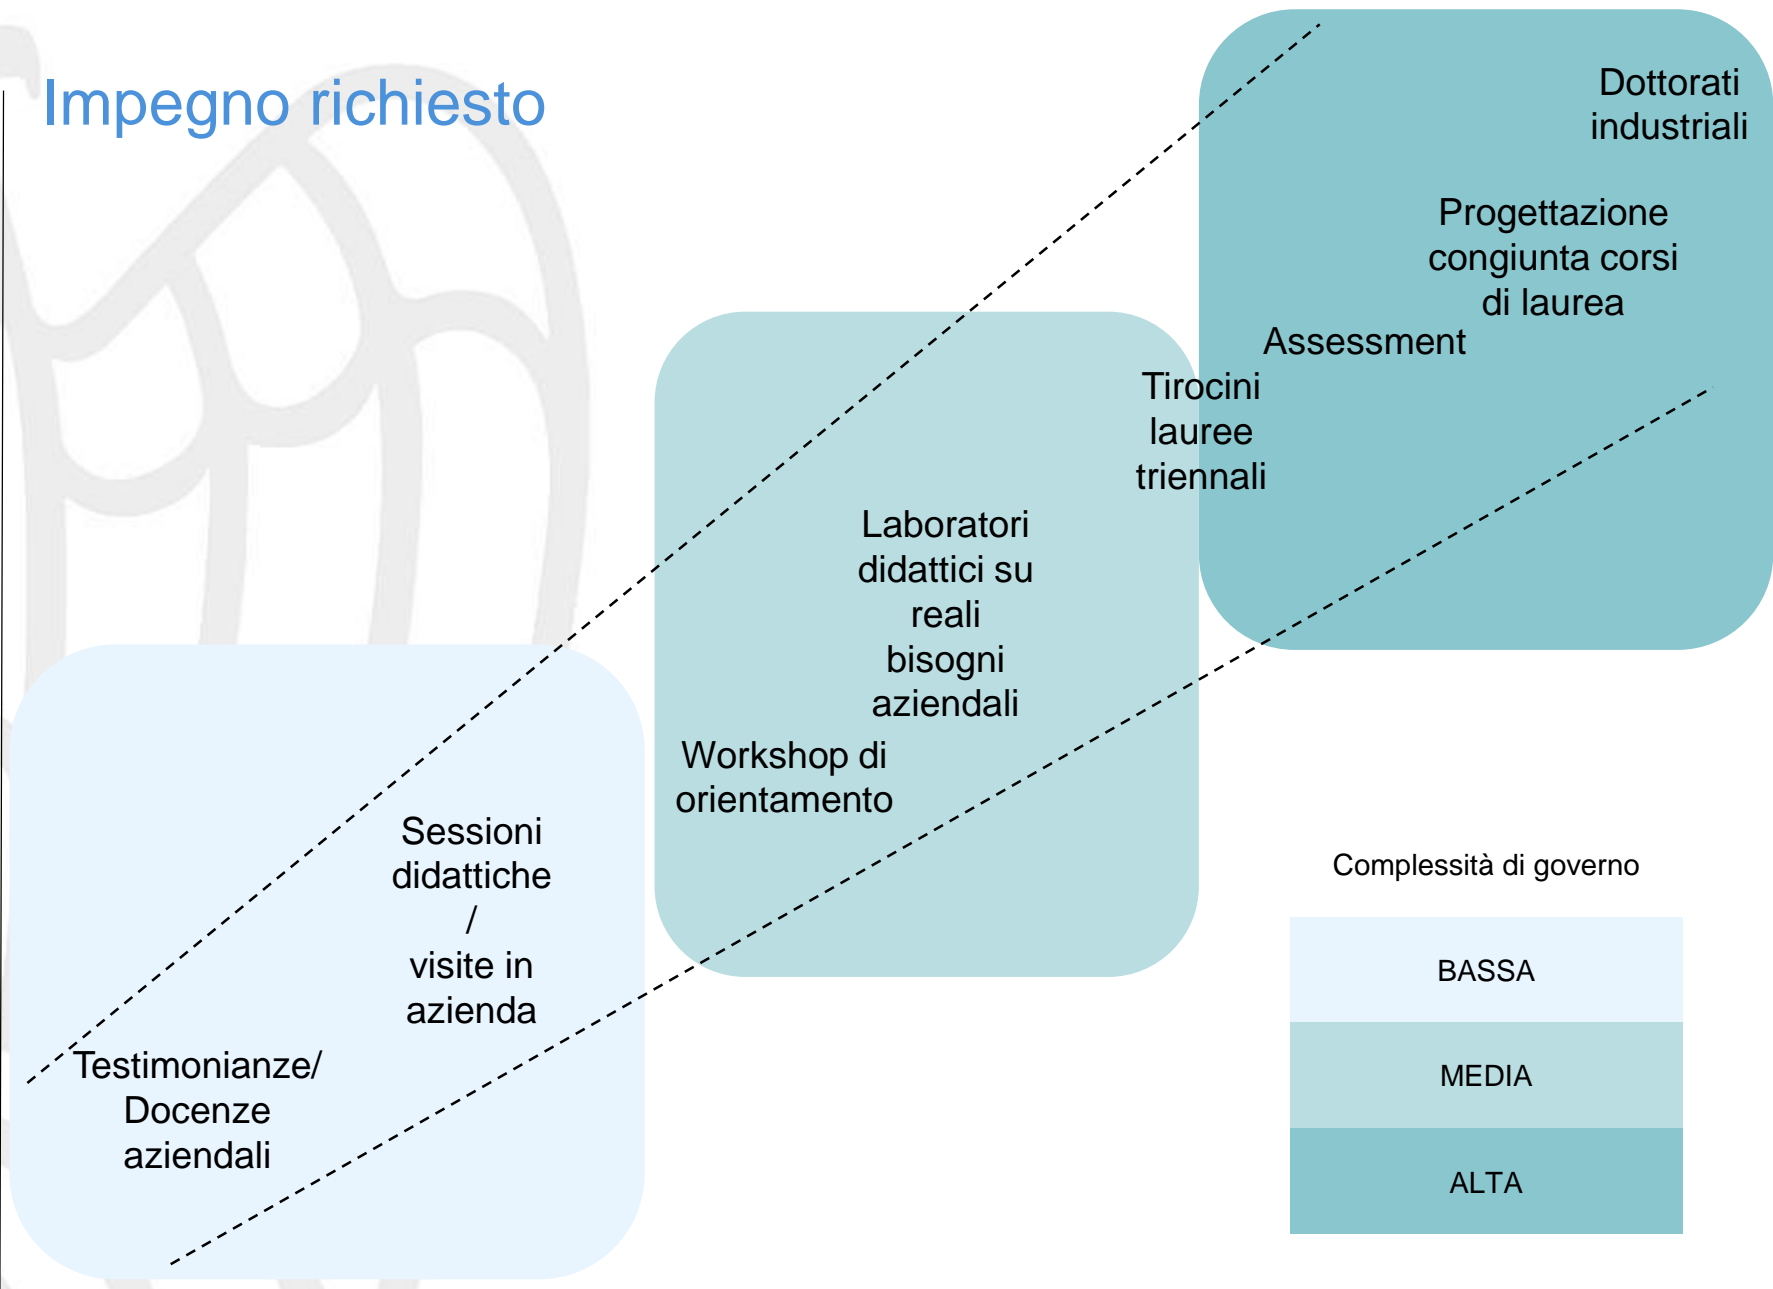 Impegno richiesto
Dottorati
industriali
Progettazione
congiunta corsi
di laurea
Assessment
Tirocini
lauree
triennali
Laboratori
didattici su
reali
bisogni
aziendali
Workshop di
orientamento
Sessioni
didattiche
/
visite in
azienda
Testimonianze/
Docenze
aziendali
Complessità di governo
BASSA
MEDIA
ALTA